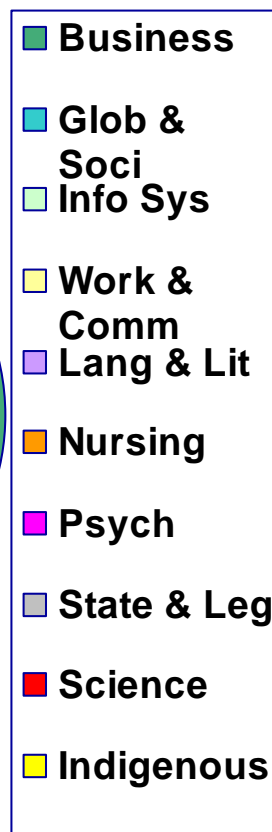 Business
Glob &
Soci
Info Sys
Work &
Comm
Lang & Lit
Nursing
Psych
State & Leg
Science
Indigenous